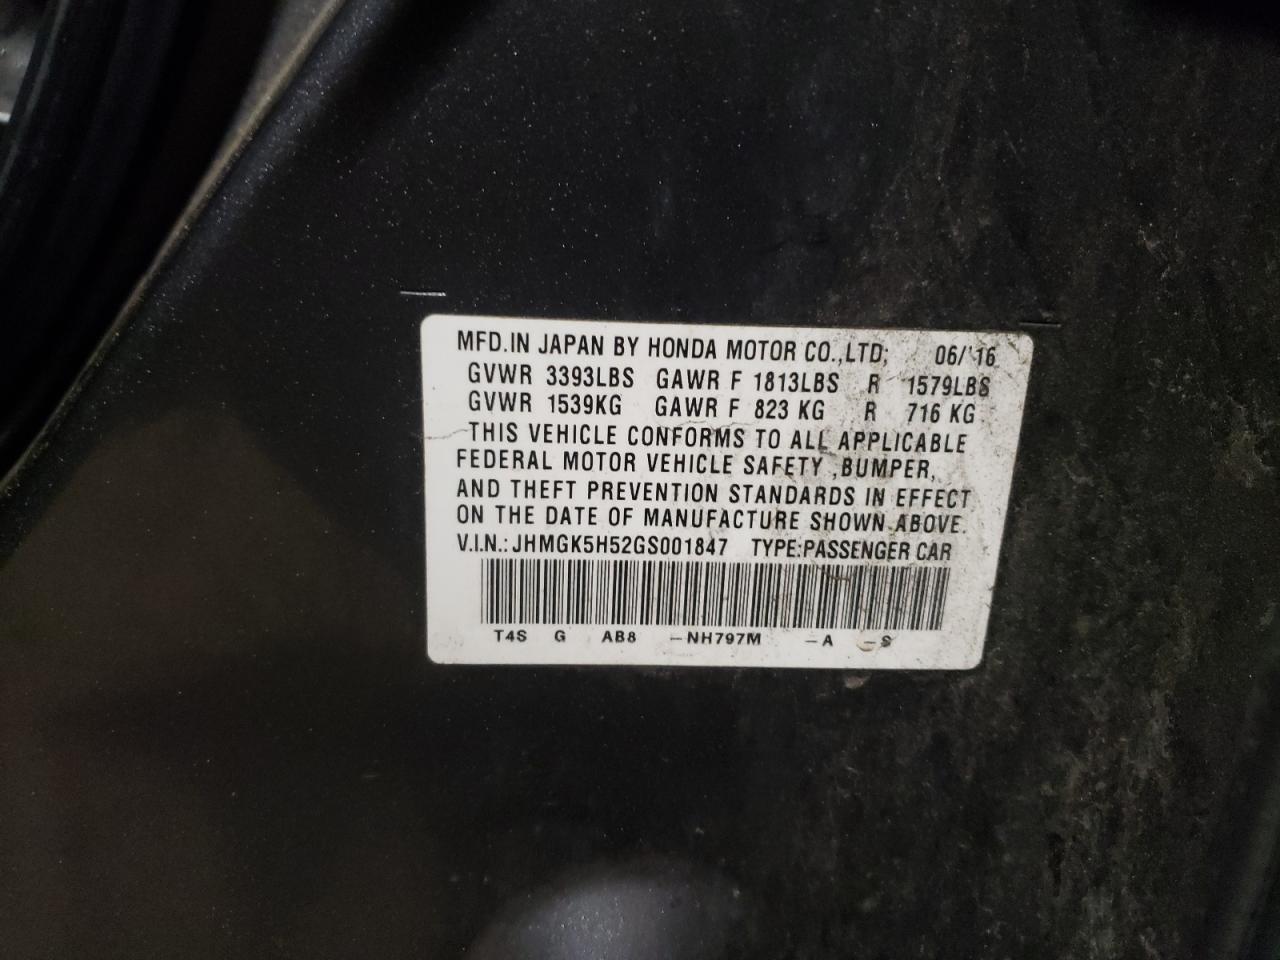 MFD.IN JAPAN BY HONDA MOTOR CO.,LTD; 06/'16
GVWR 3393LBS GAWR F 1813LBS R 1579LBS
GVWR 1539KG GAWR F 823 KG R 716 KG
THIS VEHICLE CONFORMS TO ALL APPLICABLE
FEDERAL MOTOR VEHICLE SAFETY ,BUMPER,
AND THEFT PREVENTION STANDARDS IN EFFECT
ON THE DATE OF MANUFACTURE SHOWN ABOVE.
V.I.N.: JHMGK5H52GS001847 TYPE:PASSENGER CAR
T4S G AB8 -NH797M -A -S